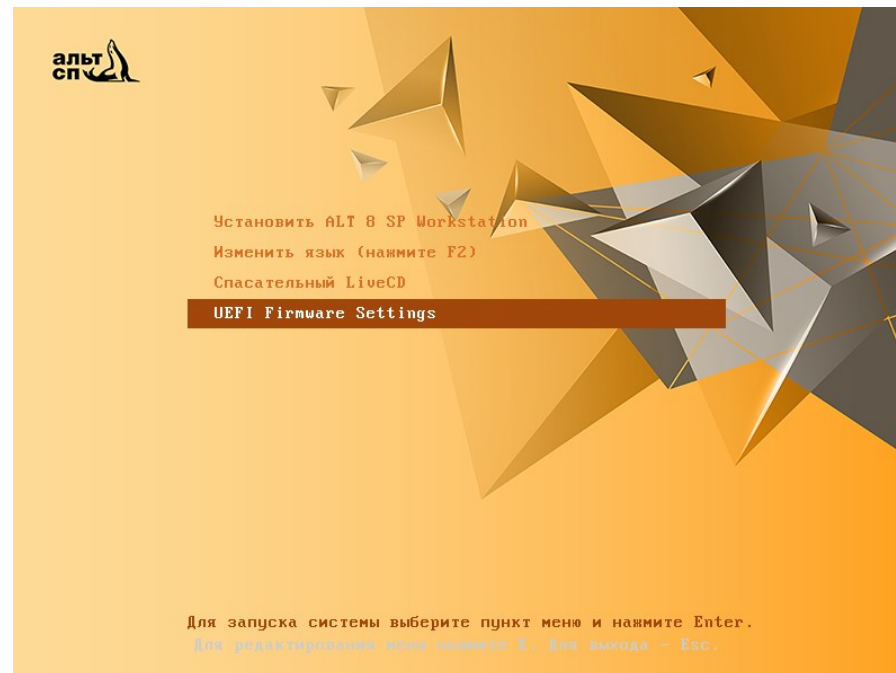 альт
сп
Установить ALT 8 SP Workstation
Изменить язык (нажмите F2)
Спасательный LiveCD
UEFI Firmware Settings
Для запуска системы выберите пункт меню и нажмите Enter.
Для редактирования меню нажмите E. Для выхода - Esc.